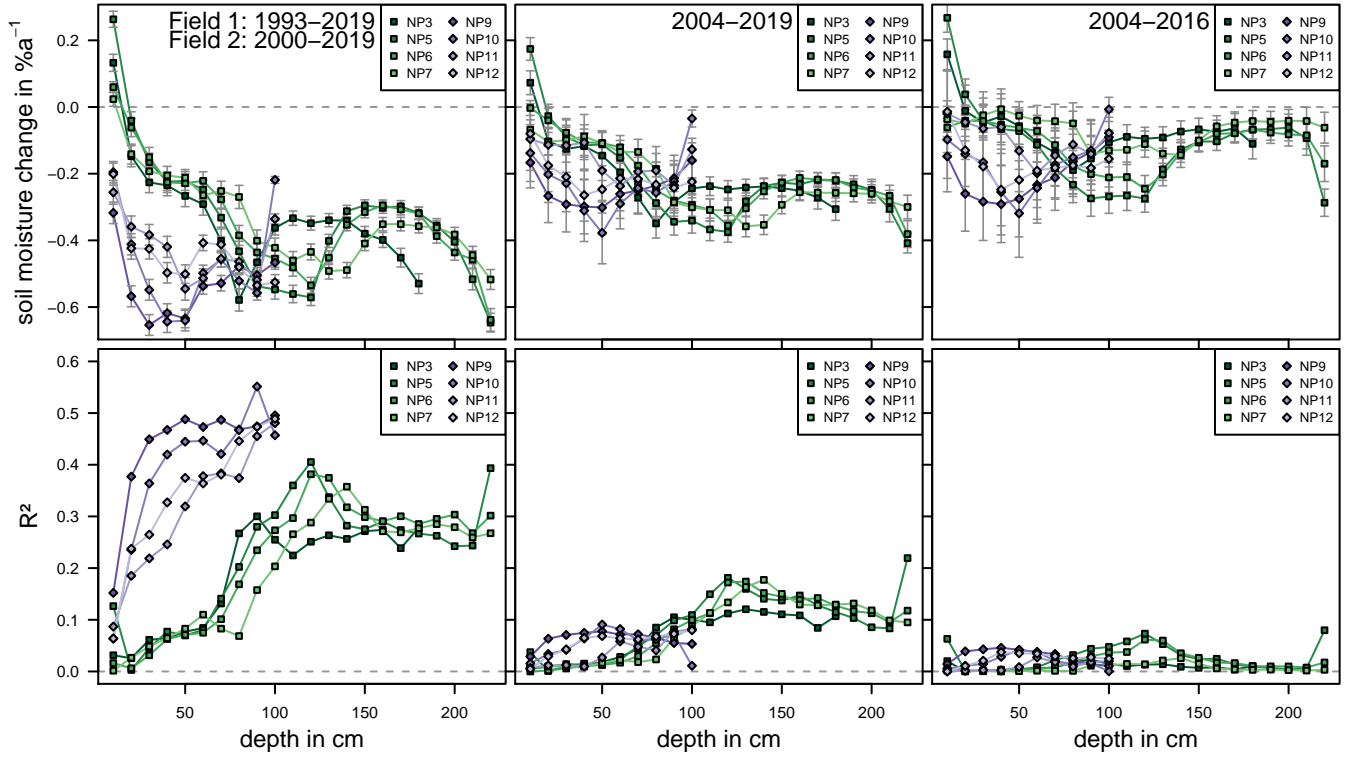 Field 1: 1993−2019
Field 2: 2000−2019
NP3 NP9
NP5 NP10
NP6 NP11
NP7 NP12
2004−2019
NP3 NP9
NP5 NP10
NP6 NP11
NP7 NP12
2004−2016
NP3 NP9
NP5 NP10
NP6 NP11
NP7 NP12
soil moisture change in %a⁻¹
0.2
0.0
−0.2
−0.4
−0.6
NP3 NP9
NP5 NP10
NP6 NP11
NP7 NP12
NP3 NP9
NP5 NP10
NP6 NP11
NP7 NP12
NP3 NP9
NP5 NP10
NP6 NP11
NP7 NP12
R²
0.6
0.5
0.4
0.3
0.2
0.1
0.0
50 100 150 200
50 100 150 200
50 100 150 200
depth in cm
depth in cm
depth in cm